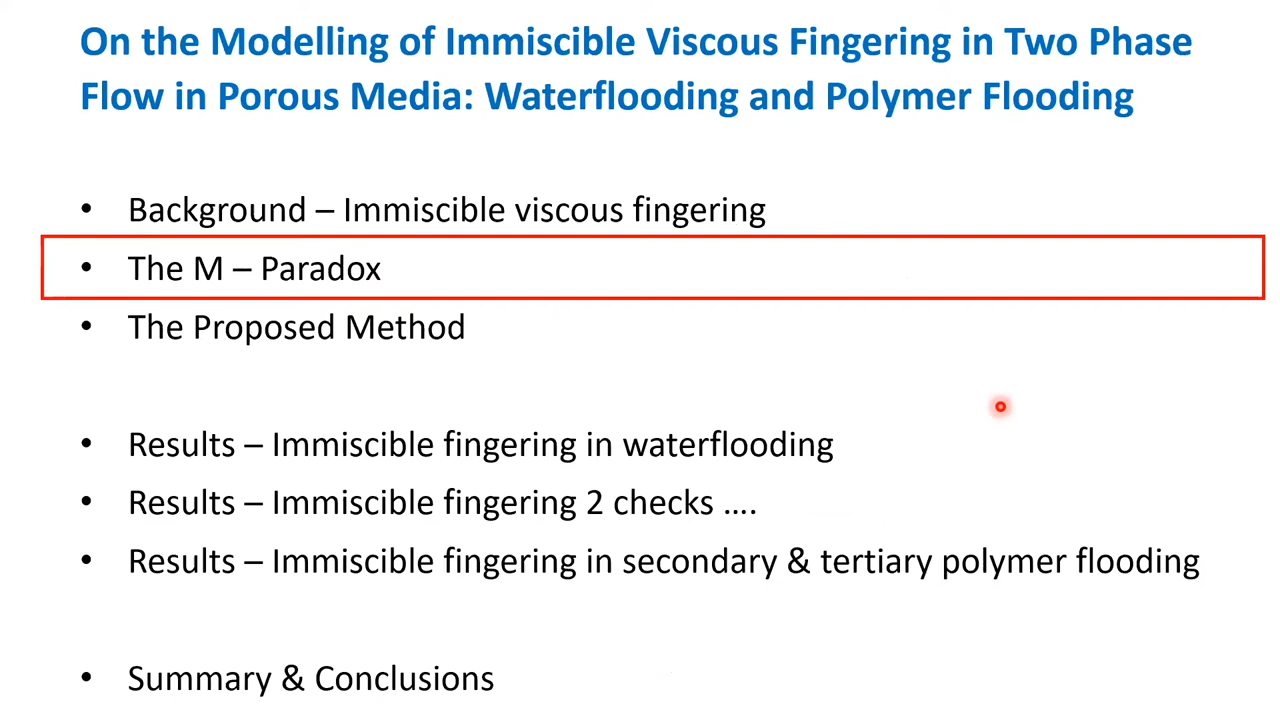 On the Modelling of Immiscible Viscous Fingering in Two Phase
Flow in Porous Media: Waterflooding and Polymer Flooding
• Background – Immiscible viscous fingering
• The M – Paradox
• The Proposed Method
• Results – Immiscible fingering in waterflooding
• Results – Immiscible fingering 2 checks ….
• Results – Immiscible fingering in secondary & tertiary polymer flooding
• Summary & Conclusions